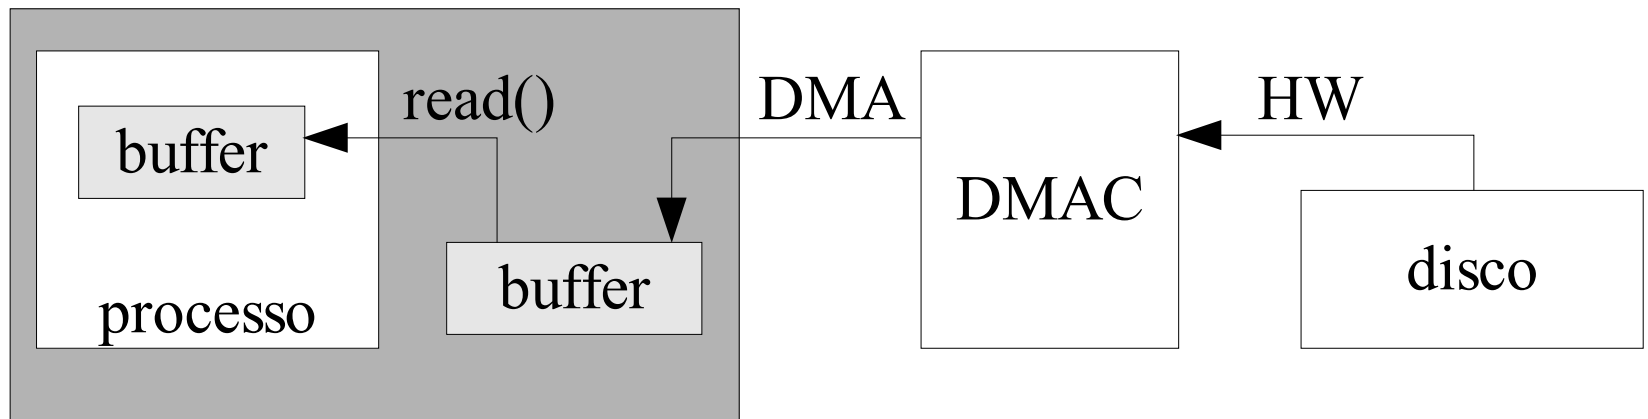 read()
DMA
HW
buffer
DMAC
disco
buffer
processo